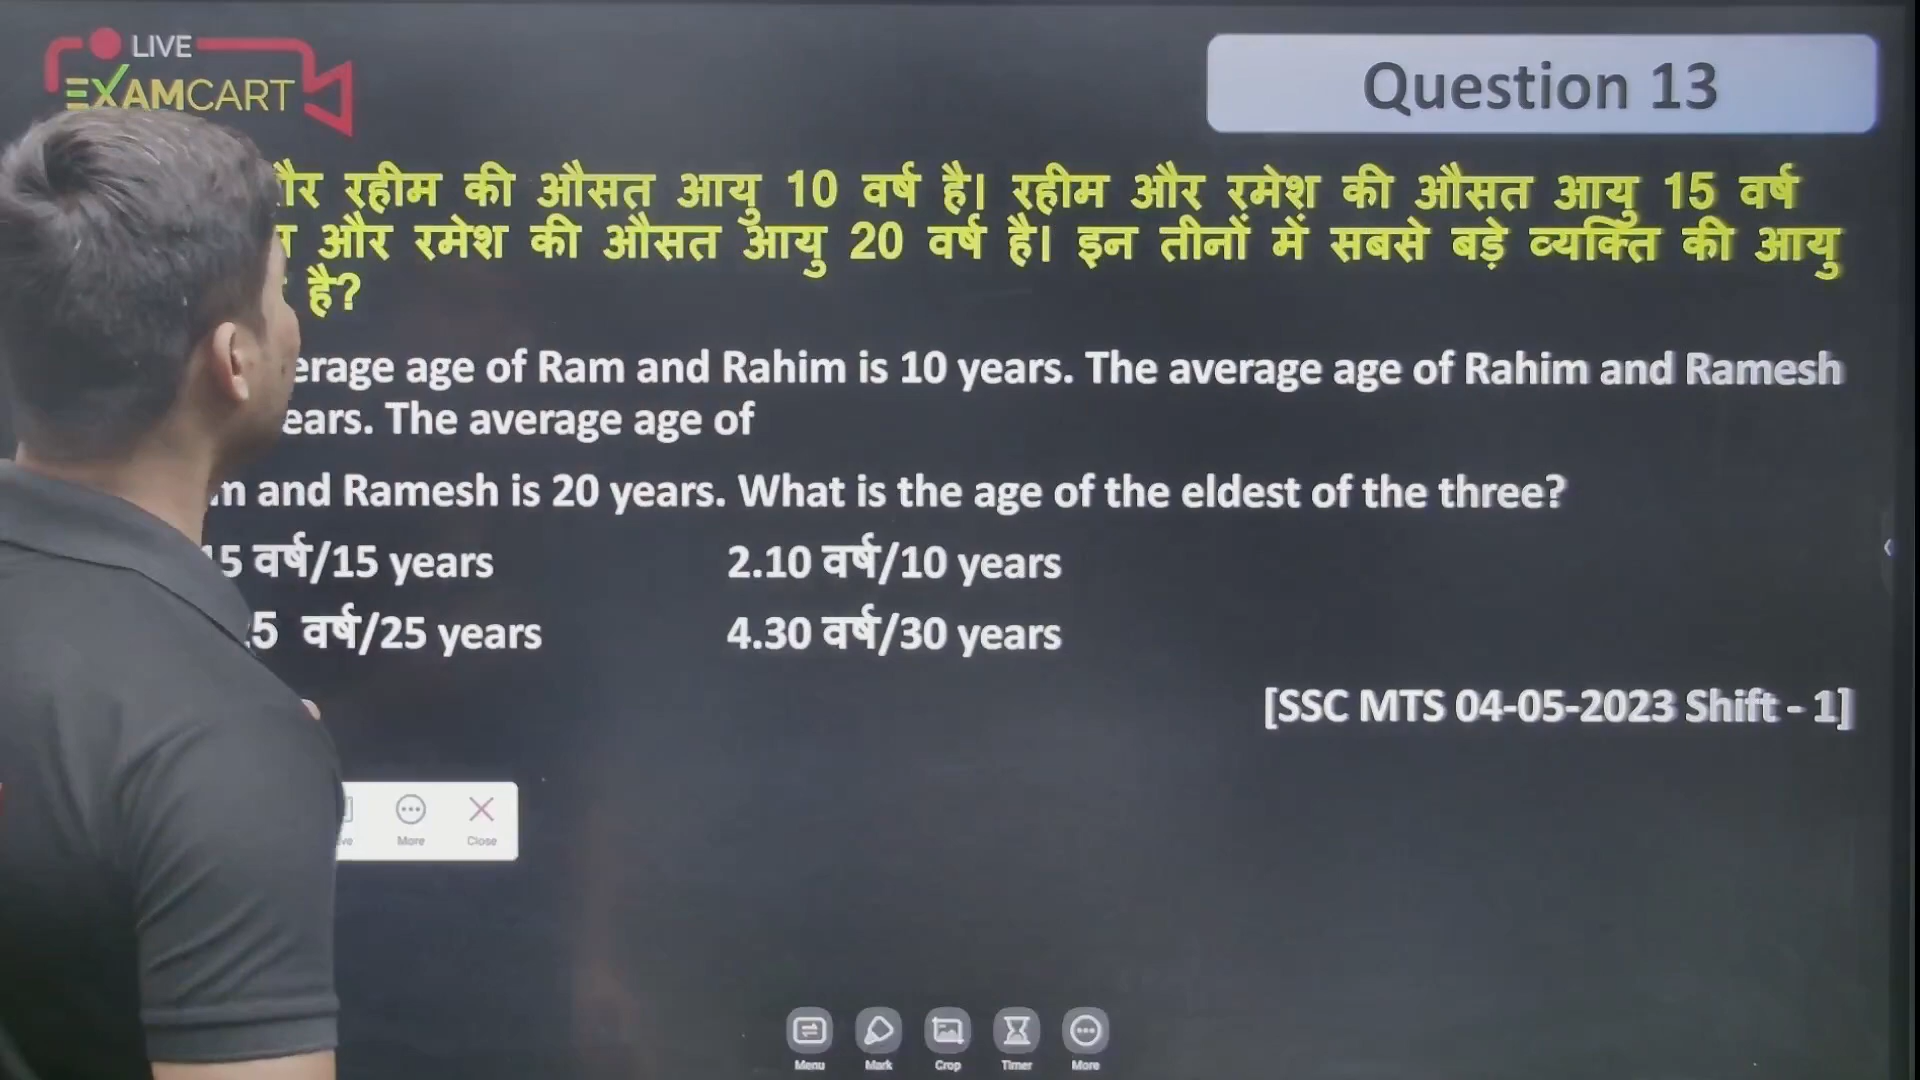 LIVE
EXAMCART
Question 13
रहीम की औसत आयु 10 वर्ष है। रहीम और रमेश की औसत आयु 15 वर्ष
और रमेश की औसत आयु 20 वर्ष है। इन तीनों में सबसे बड़े व्यक्ति की आयु
है?
age of Ram and Rahim is 10 years. The average age of Rahim and Ramesh
The average age of
and Ramesh is 20 years. What is the age of the eldest of the three?
वर्ष/15 years
2.10 वर्ष/10 years
वर्ष/25 years
4.30 वर्ष/30 years
[SSC MTS 04-05-2023 Shift - 1]
More
Close
Menu
Mark
Crop
Timer
More